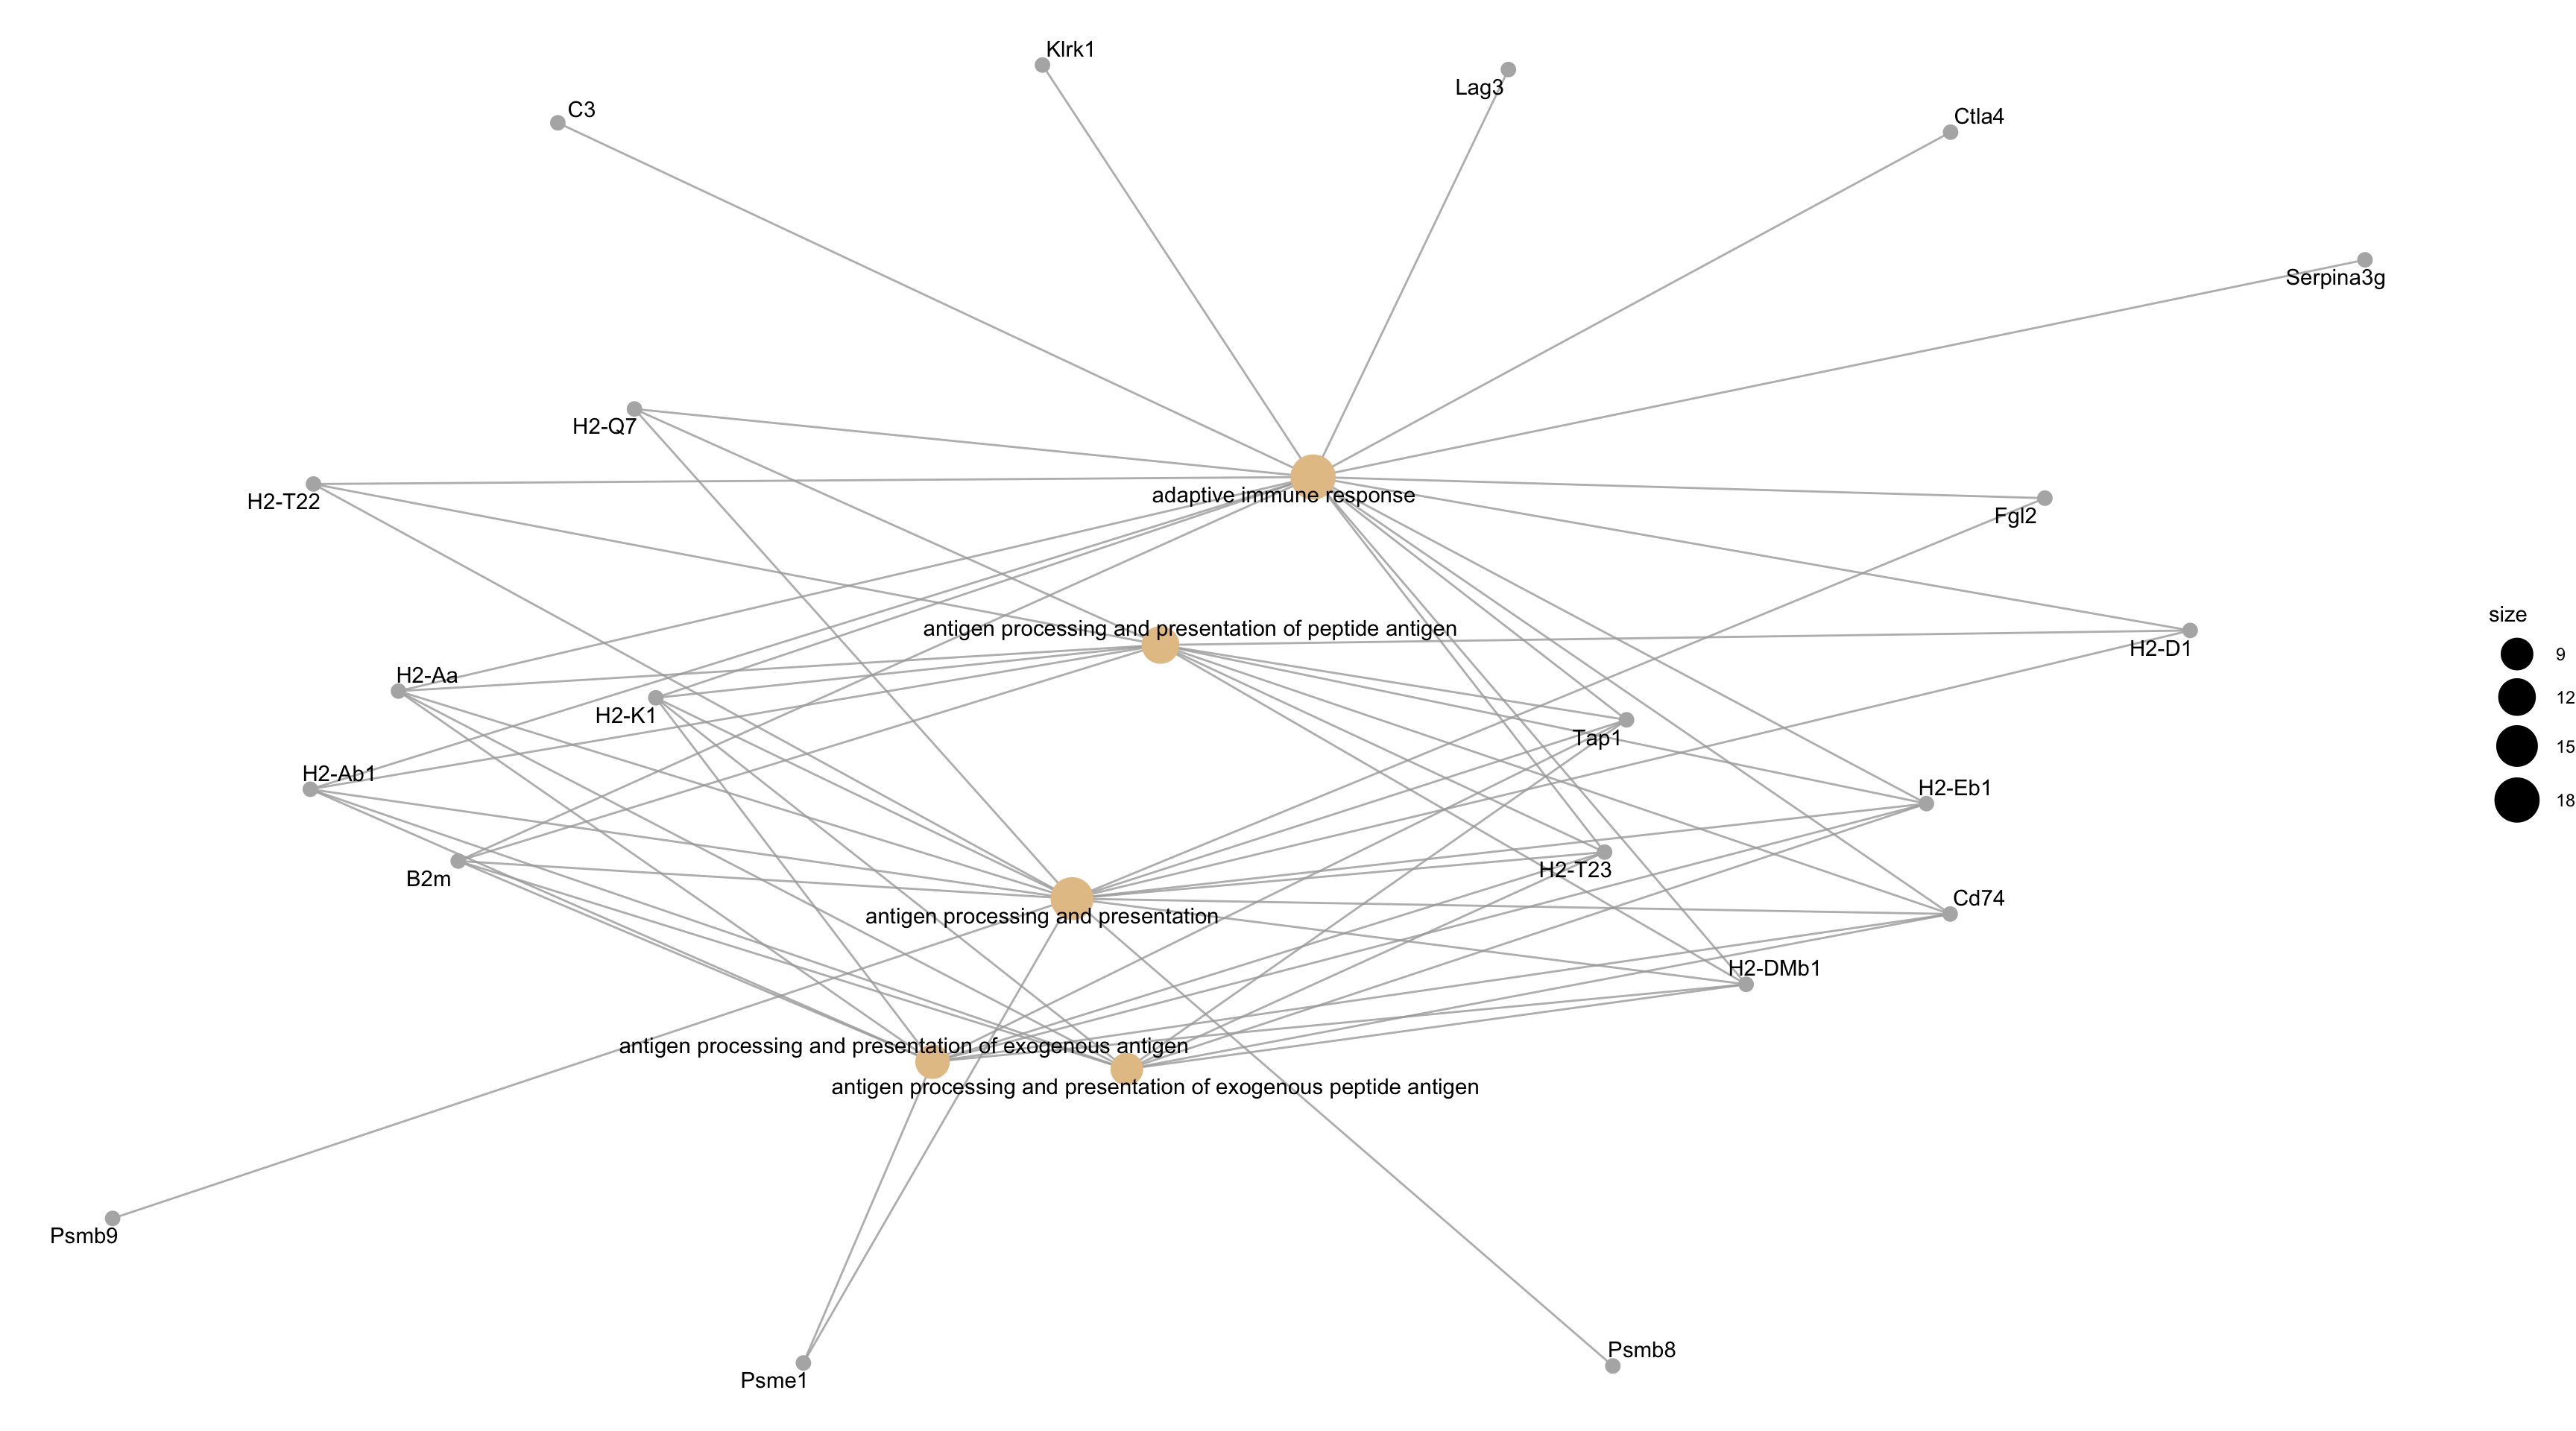 Klrk1
Lag3
C3
Ctla4
Serpina3g
H2-Q7
H2-T22
adaptive immune response
Fgl2
antigen processing and presentation of peptide antigen
H2-D1
size
9
12
15
18
H2-Aa
H2-K1
Tap1
H2-Ab1
H2-Eb1
B2m
H2-T23
Cd74
antigen processing and presentation
H2-DMb1
antigen processing and presentation of exogenous antigen
antigen processing and presentation of exogenous peptide antigen
Psmb9
Psmb8
Psme1